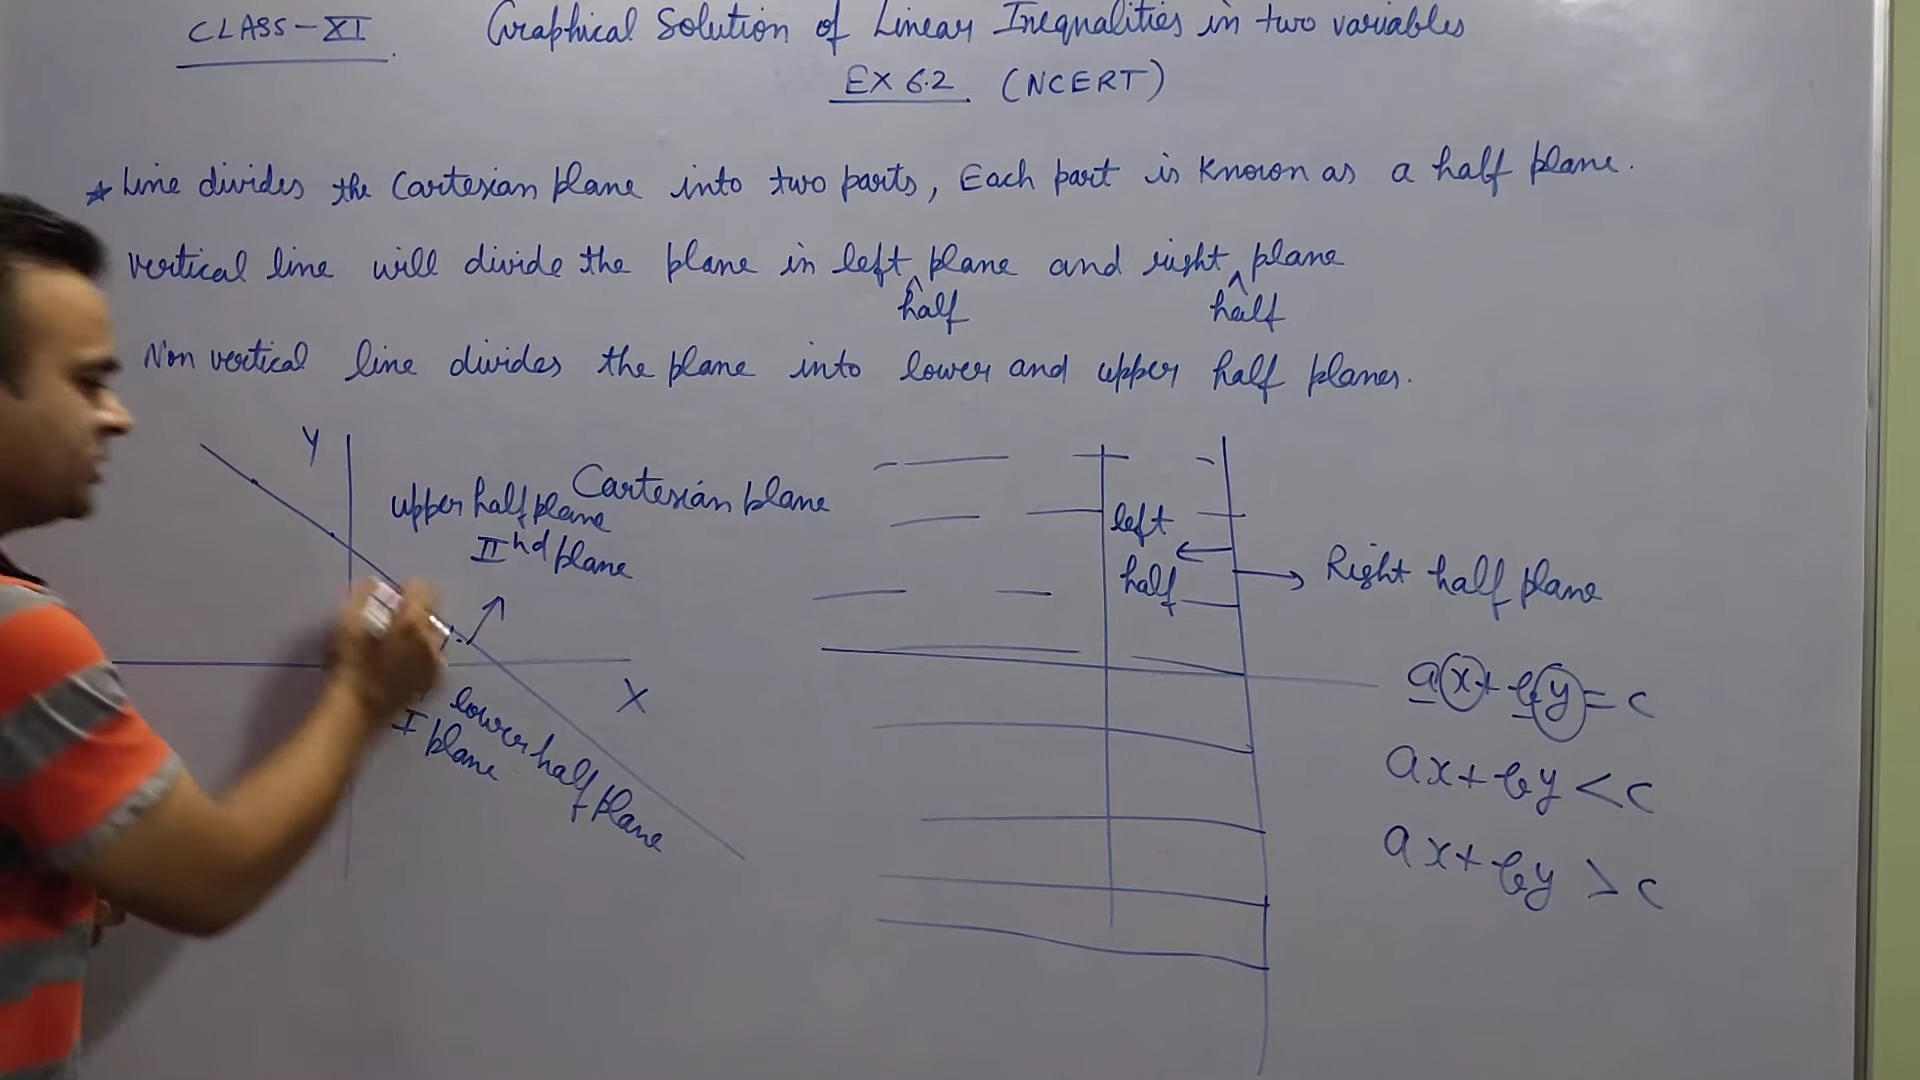 CLASS-XI Graphical Solution of Linear Inequalities in two variables
EX 6.2 (NCERT)
* Line divides the Cartesian plane into two parts, Each part is known as a half plane.
vertical line will divide the plane in left plane and right plane
half half
Non vertical line divides the plane into lower and upper half planes.
Y
Cartesian plane
upper half plane
IInd plane
X
lower half plane
I plane
left
half
Right half plane
ax + by = c
ax + by < c
ax + by > c